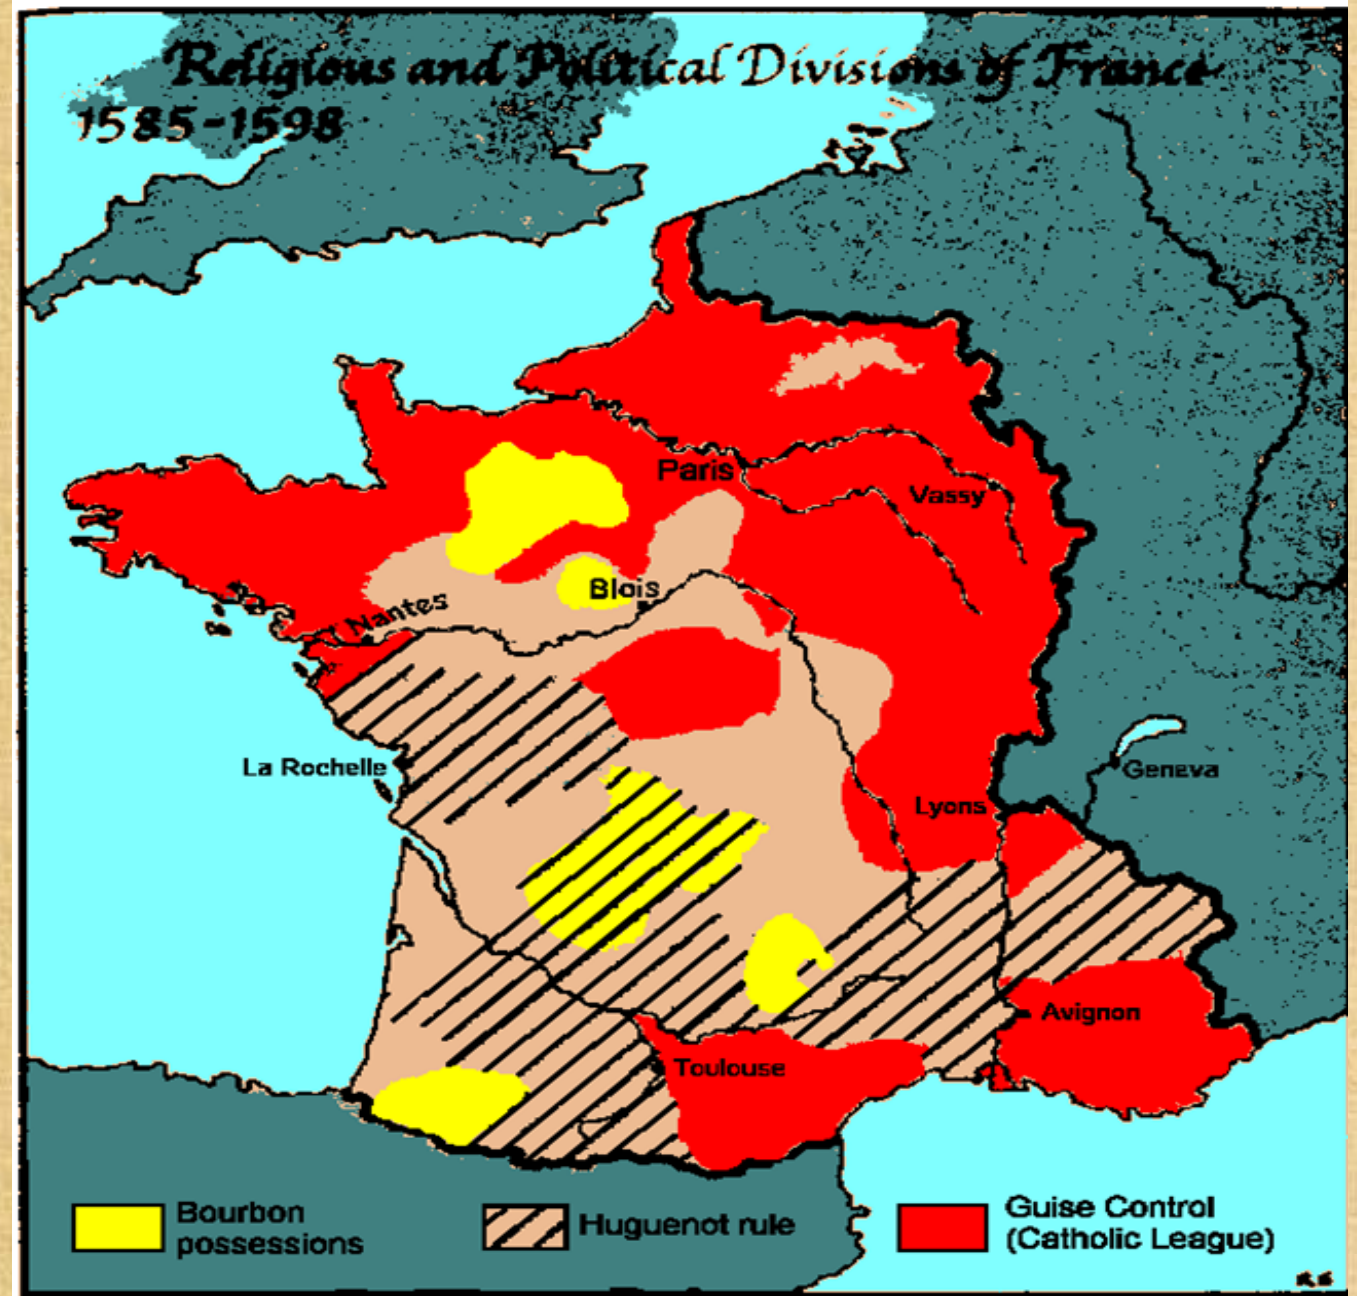 Religious and Political Divisions of France
1585-1598
Paris
Vassy
Blois
Nantes
La Rochelle
Geneva
Lyons
Avignon
Toulouse
Bourbon
possessions
Huguenot rule
Guise Control
(Catholic League)